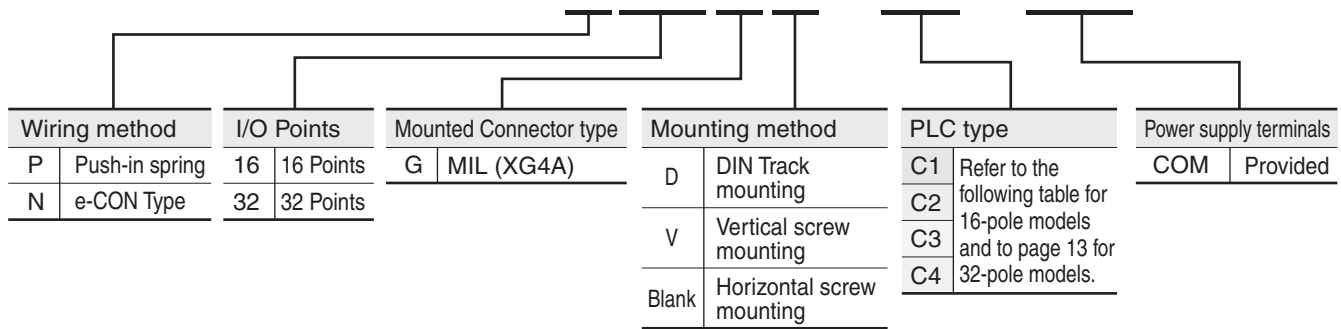 Wiring method
P Push-in spring
N e-CON Type
I/O Points
16 16 Points
32 32 Points
Mounted Connector type
G MIL (XG4A)
Mounting method
D DIN Track
mounting
V Vertical screw
mounting
Blank Horizontal screw
mounting
PLC type
C1
C2
C3
C4
Refer to the
following table for
16-pole models
and to page 13 for
32-pole models.
Power supply terminals
COM Provided